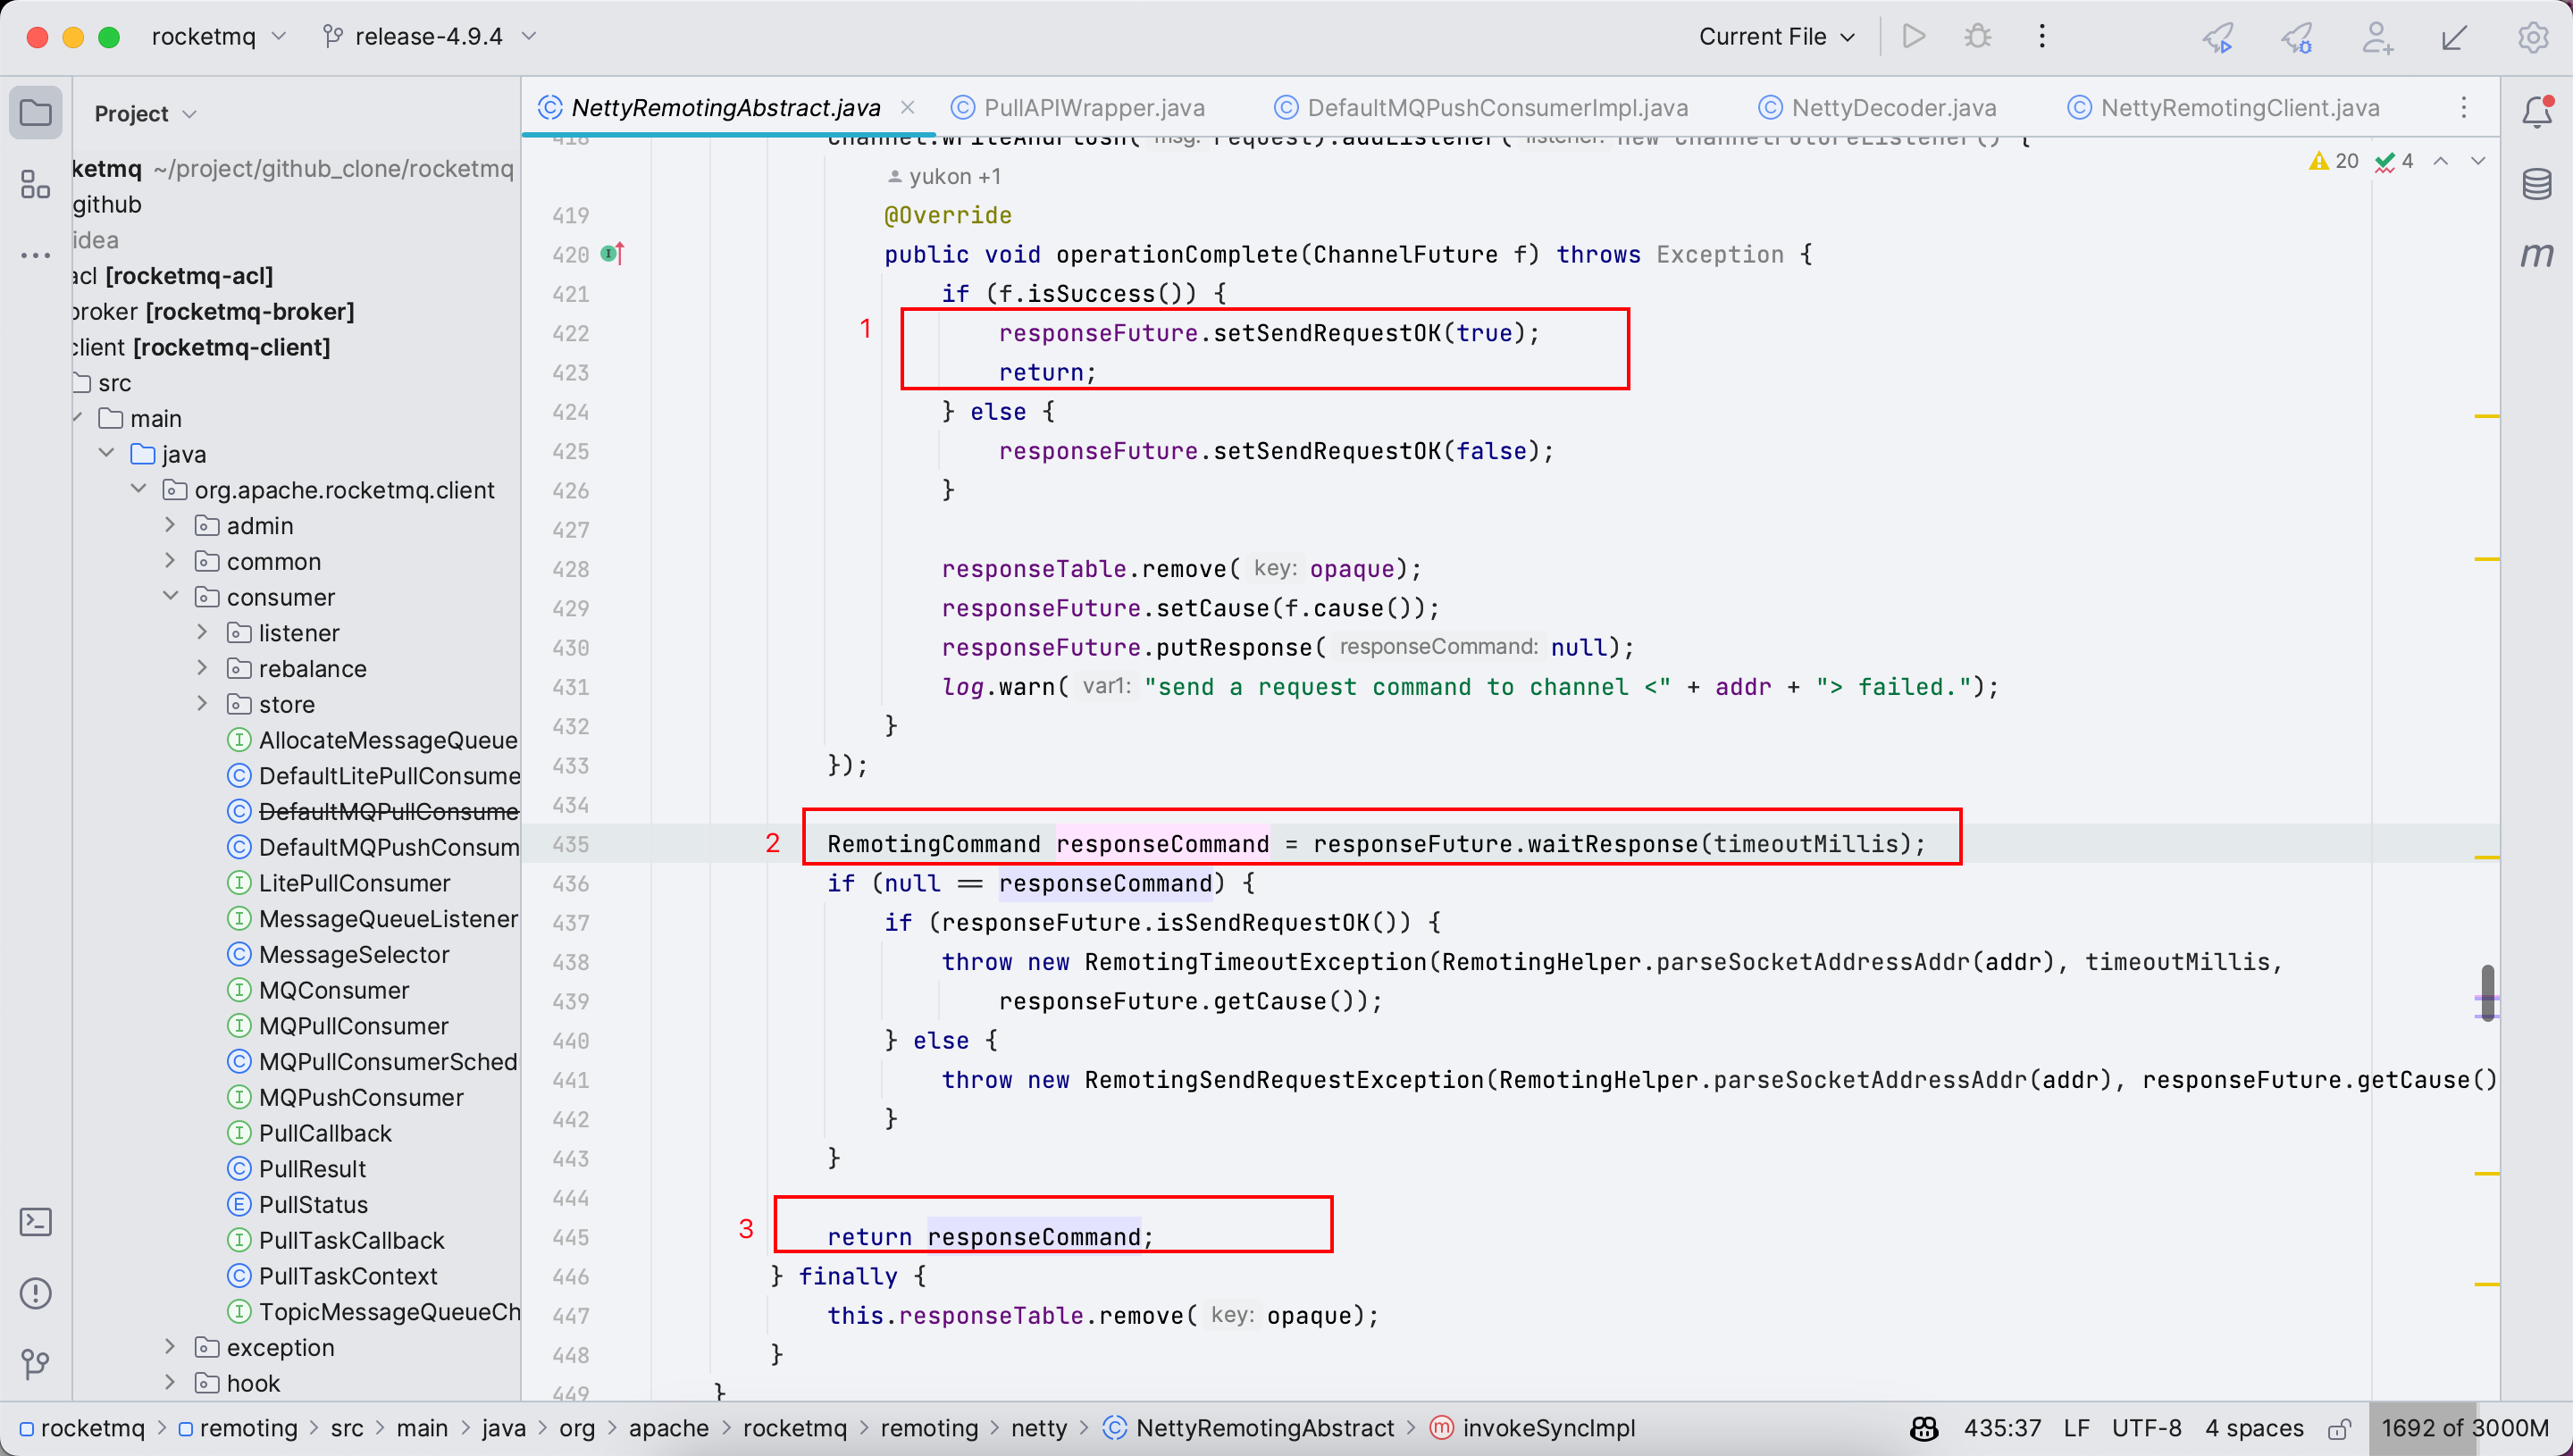 rocketmq
release-4.9.4
Current File
Project
NettyRemotingAbstract.java
PullAPIWrapper.java
DefaultMQPushConsumerImpl.java
NettyDecoder.java
NettyRemotingClient.java
ketmq ~/project/github_clone/rocketmq
github
idea
acl [rocketmq-acl]
broker [rocketmq-broker]
client [rocketmq-client]
src
main
java
org.apache.rocketmq.client
admin
common
consumer
listener
rebalance
store
AllocateMessageQueue
DefaultLitePullConsume
DefaultMQPullConsume
DefaultMQPushConsum
LitePullConsumer
MessageQueueListener
MessageSelector
MQConsumer
MQPullConsumer
MQPullConsumerSched
MQPushConsumer
PullCallback
PullResult
PullStatus
PullTaskCallback
PullTaskContext
TopicMessageQueueCh
exception
hook
20 4
418 channel.writeAndFlush( msg: request).addListener( listener: new ChannelFutureListener() {
yukon +1
419 @Override
420 public void operationComplete(ChannelFuture f) throws Exception {
421 if (f.isSuccess()) {
1
422 responseFuture.setSendRequestOK(true);
423 return;
424 } else {
425 responseFuture.setSendRequestOK(false);
426 }
427
428 responseTable.remove( key: opaque);
429 responseFuture.setCause(f.cause());
430 responseFuture.putResponse( responseCommand: null);
431 log.warn( var1: "send a request command to channel <" + addr + "> failed.");
432 }
433 });
434
2
435 RemotingCommand responseCommand = responseFuture.waitResponse(timeoutMillis);
436 if (null == responseCommand) {
437 if (responseFuture.isSendRequestOK()) {
438 throw new RemotingTimeoutException(RemotingHelper.parseSocketAddressAddr(addr), timeoutMillis,
439 responseFuture.getCause());
440 } else {
441 throw new RemotingSendRequestException(RemotingHelper.parseSocketAddressAddr(addr), responseFuture.getCause()
442 }
443 }
444
3
445 return responseCommand;
446 } finally {
447 this.responseTable.remove( key: opaque);
448 }
449 }
m
rocketmq > remoting > src > main > java > org > apache > rocketmq > remoting > netty > NettyRemotingAbstract > invokeSyncImpl
435:37 LF UTF-8 4 spaces 1692 of 3000M